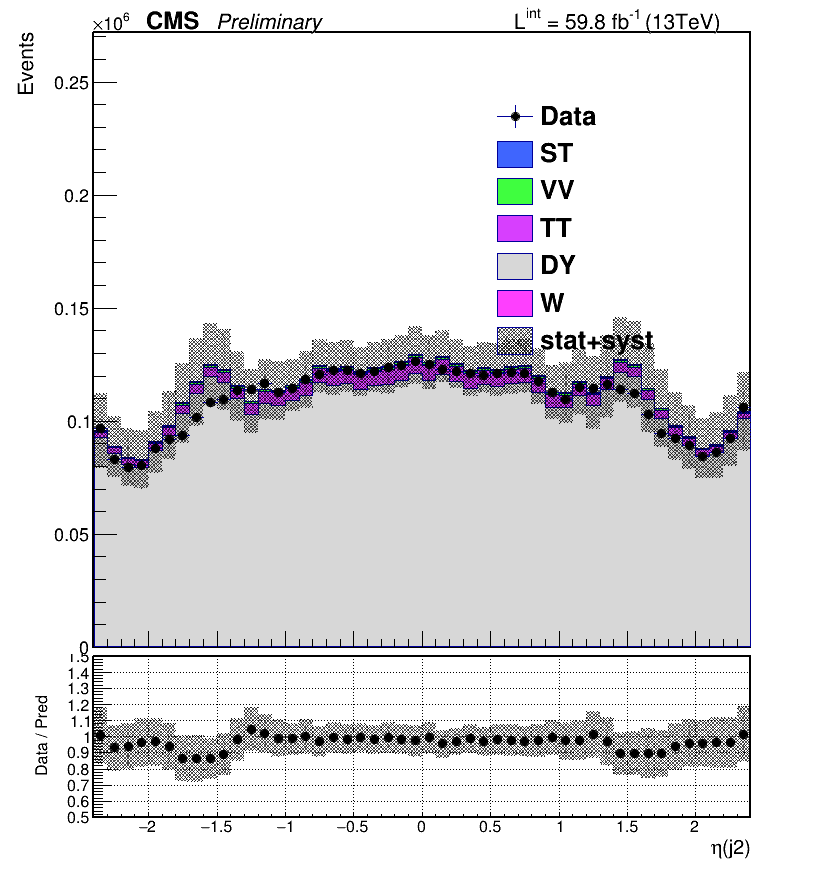 ×10⁶ CMS Preliminary L^int = 59.8 fb⁻¹ (13TeV)
Events
0.25
0.2
0.15
0.1
0.05
0
Data
ST
VV
TT
DY
W
stat+syst
Data / Pred
1.5
1.4
1.3
1.2
1.1
1
0.9
0.8
0.7
0.6
0.5
−2 −1.5 −1 −0.5 0 0.5 1 1.5 2
η(j2)